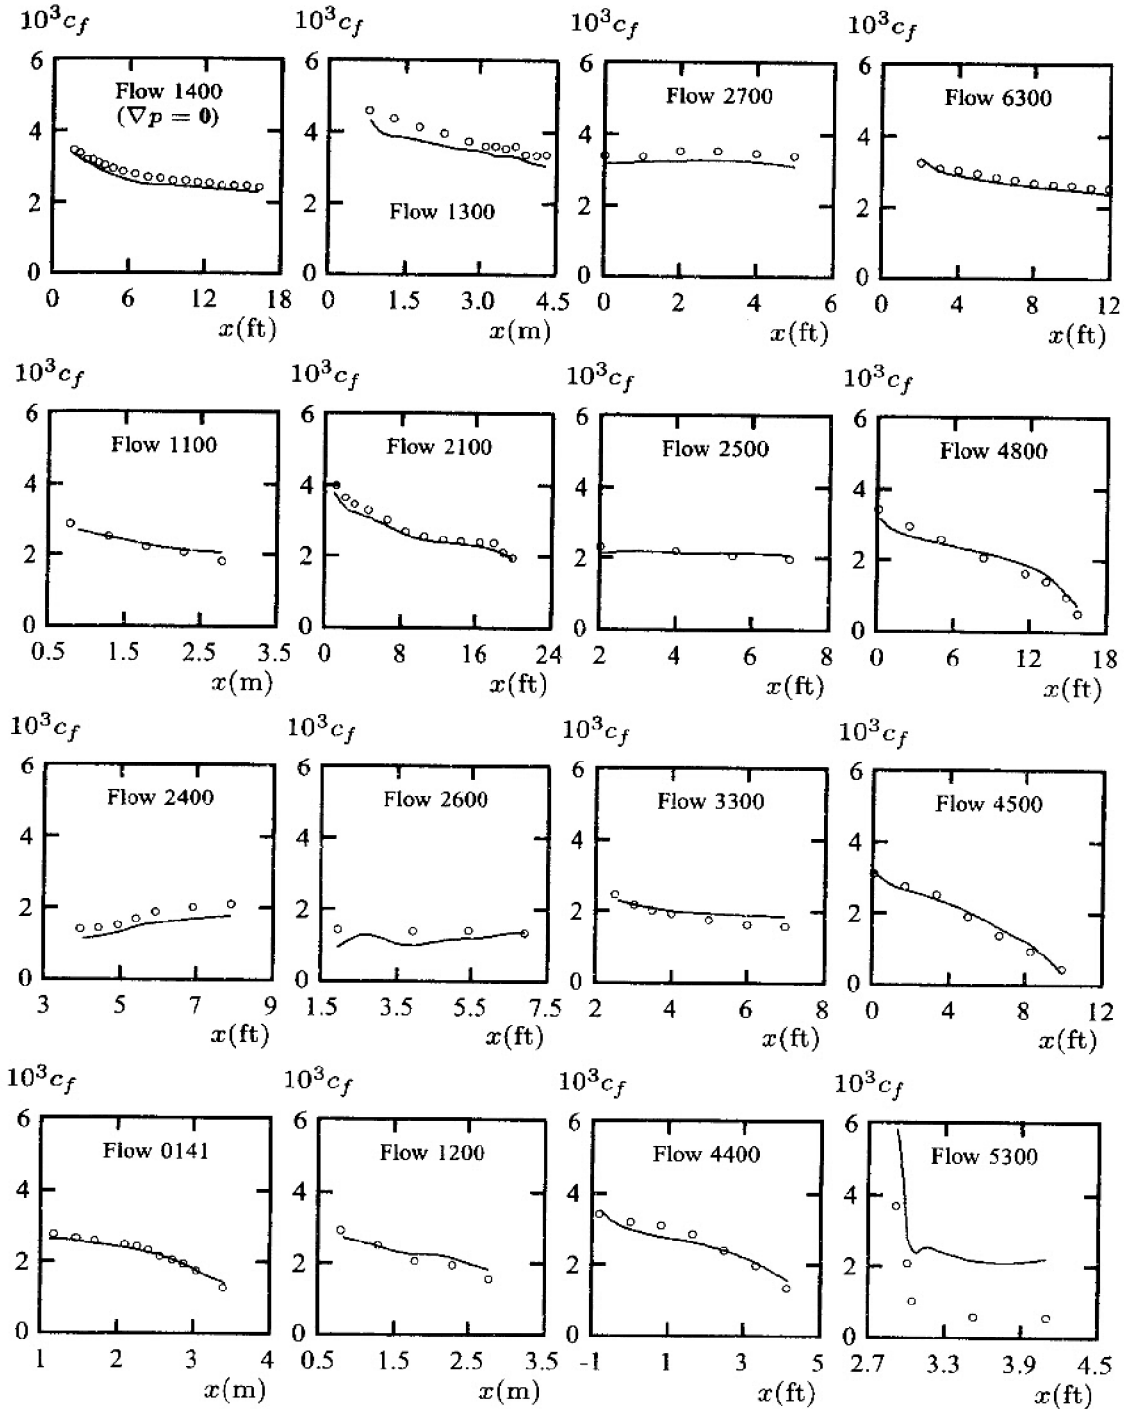 10³c_f
6
4
2
0
Flow 1400
(∇p = 0)
0 6 12 18
x(ft)
10³c_f
6
4
2
0
Flow 1300
0 1.5 3.0 4.5
x(m)
10³c_f
6
4
2
0
Flow 2700
0 2 4 6
x(ft)
10³c_f
6
4
2
0
Flow 6300
0 4 8 12
x(ft)
10³c_f
6
4
2
0
Flow 1100
0.5 1.5 2.5 3.5
x(m)
10³c_f
6
4
2
0
Flow 2100
0 8 16 24
x(ft)
10³c_f
6
4
2
0
Flow 2500
2 4 6 8
x(ft)
10³c_f
6
4
2
0
Flow 4800
0 6 12 18
x(ft)
10³c_f
6
4
2
0
Flow 2400
3 5 7 9
x(ft)
10³c_f
6
4
2
0
Flow 2600
1.5 3.5 5.5 7.5
x(ft)
10³c_f
6
4
2
0
Flow 3300
2 4 6 8
x(ft)
10³c_f
6
4
2
0
Flow 4500
0 4 8 12
x(ft)
10³c_f
6
4
2
0
Flow 0141
1 2 3 4
x(m)
10³c_f
6
4
2
0
Flow 1200
0.5 1.5 2.5 3.5
x(m)
10³c_f
6
4
2
0
Flow 4400
-1 1 3 5
x(ft)
10³c_f
6
4
2
0
Flow 5300
2.7 3.3 3.9 4.5
x(ft)